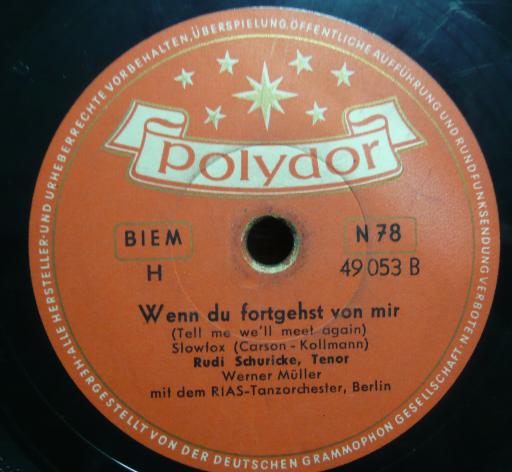 ALLE HERSTELLER- UND URHEBERRECHTE VORBEHALTEN, ÜBERSPIELUNG, ÖFFENTLICHE AUFFÜHRUNG UND RUNDFUNKSENDUNG VERBOTEN
polydor
BIEM
N 78
H
49 053 B
Wenn du fortgehst von mir
(Tell me we'll meet again)
Slowfox (Carson - Kollmann)
Rudi Schuricke, Tenor
Werner Müller
mit dem RIAS-Tanzorchester, Berlin
HERGESTELLT VON DER DEUTSCHEN GRAMMOPHON GESELLSCHAFT